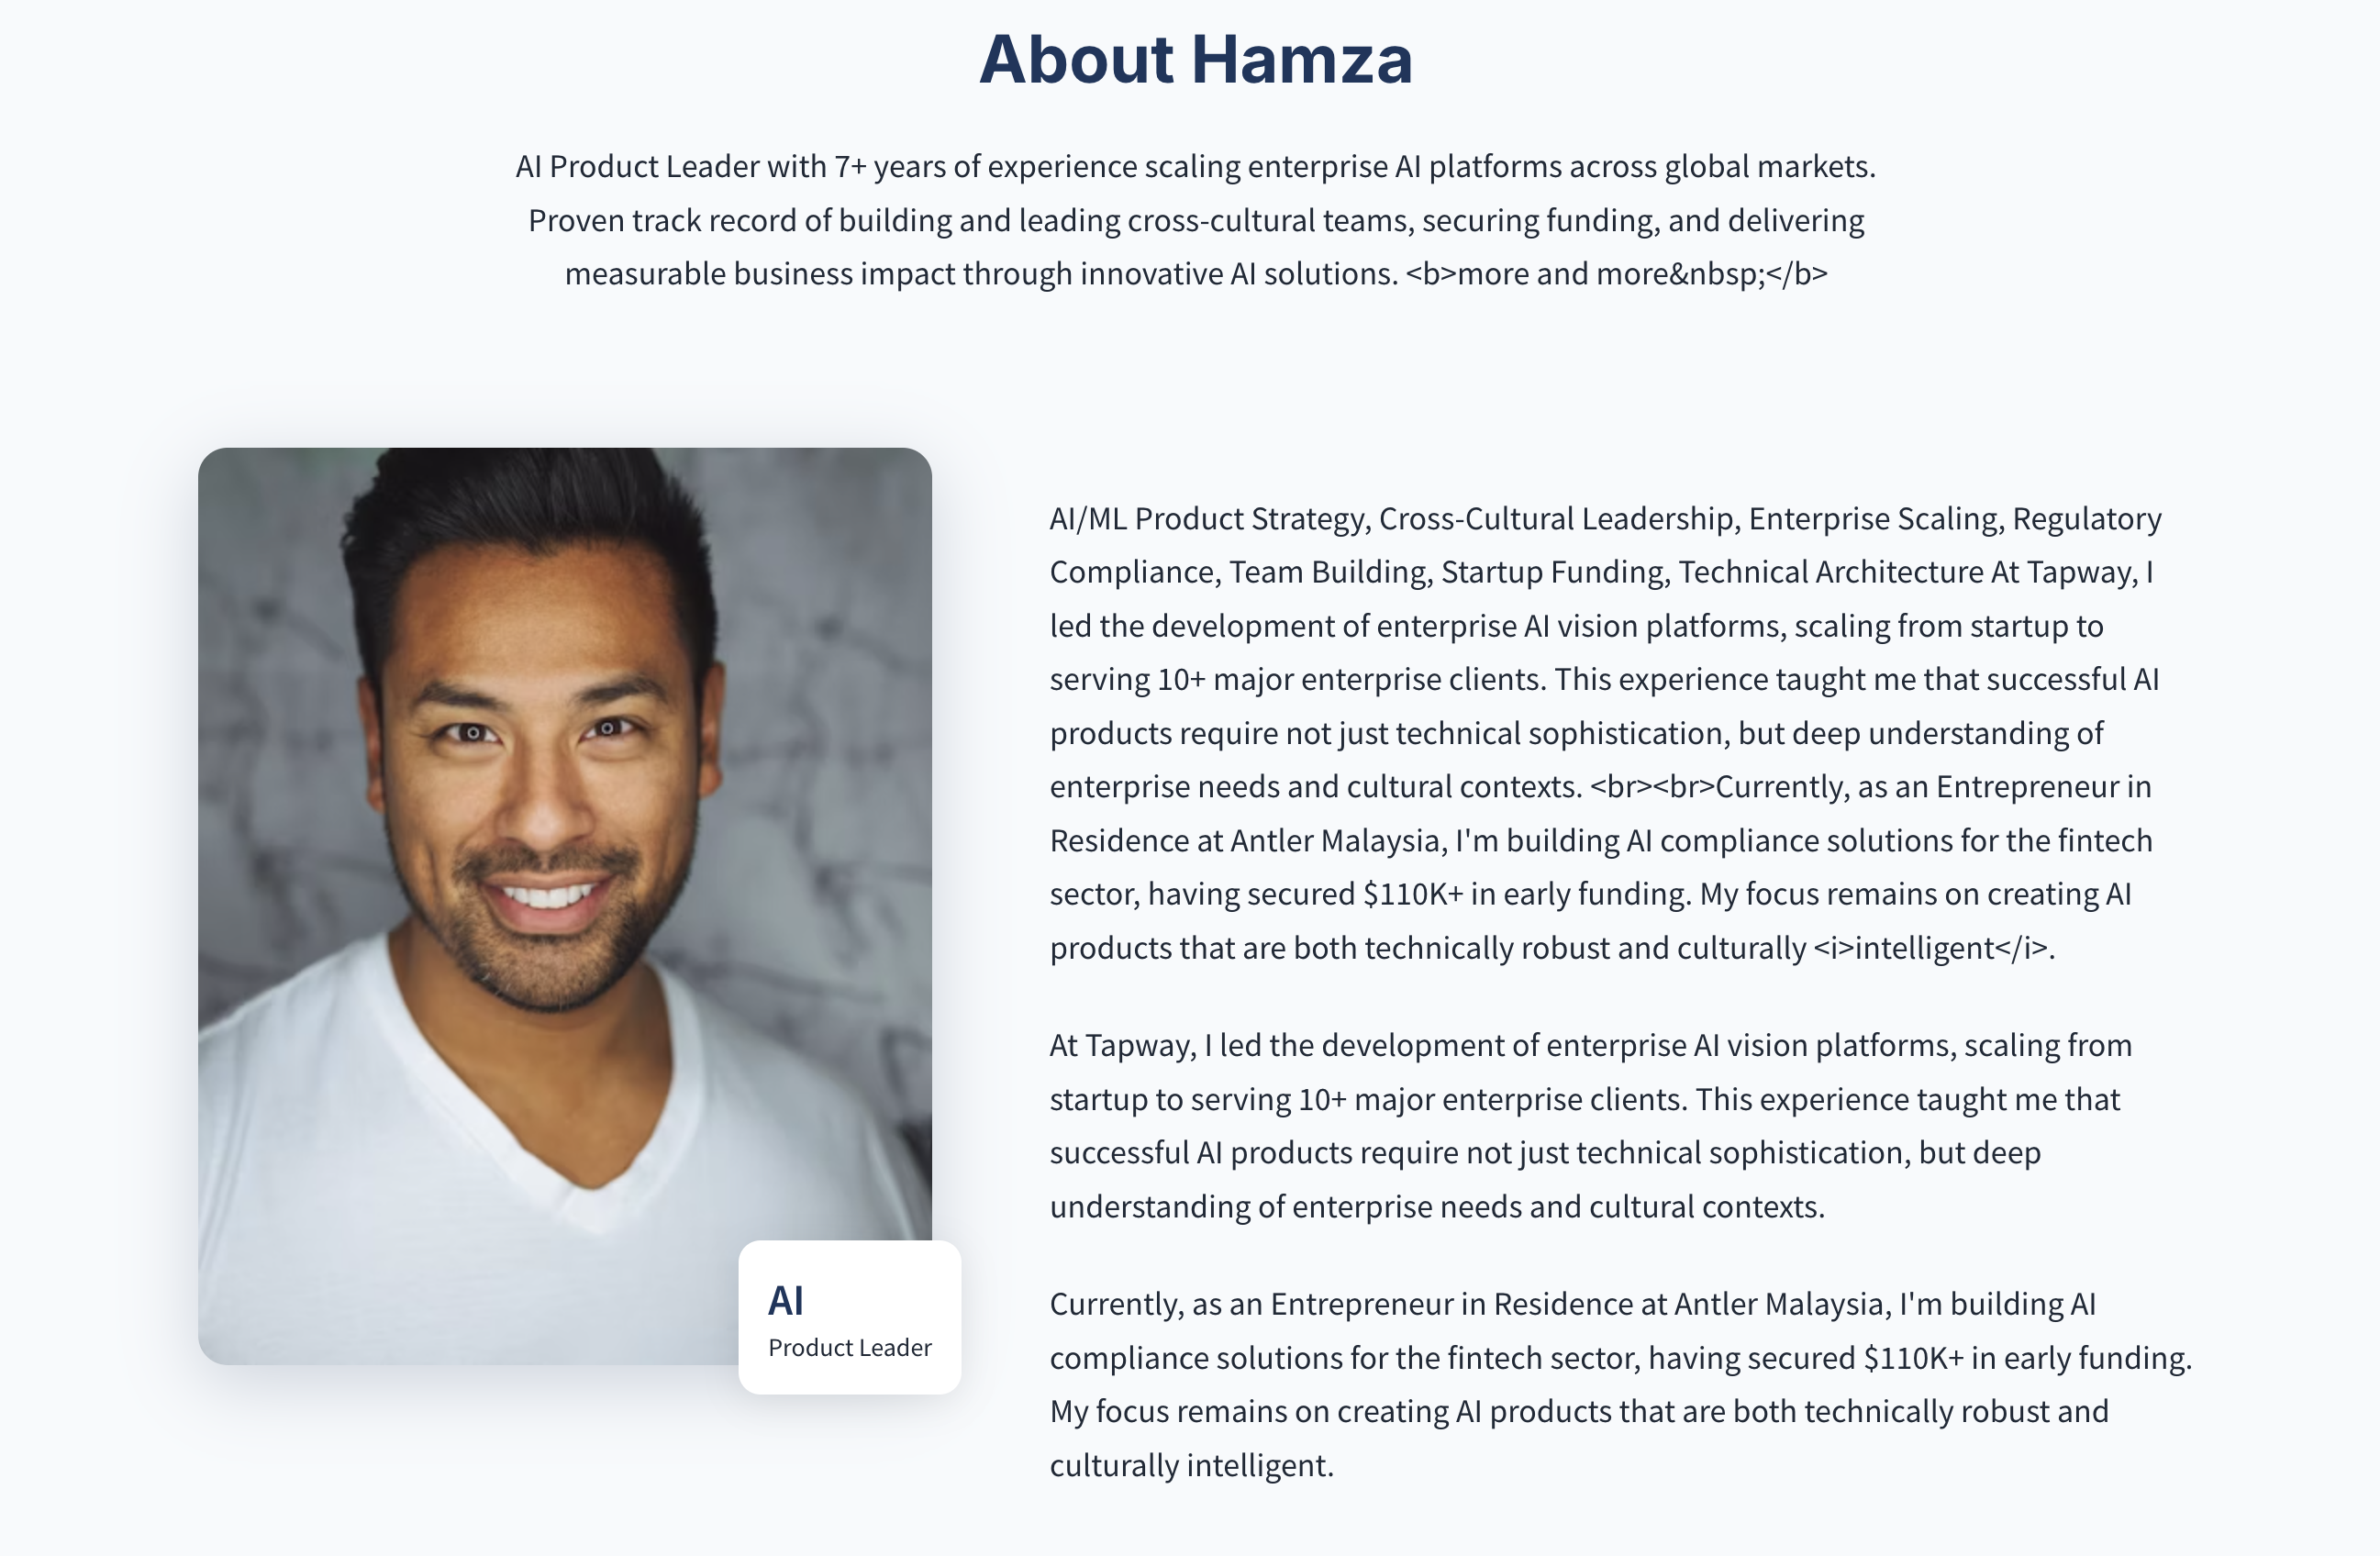 About Hamza
AI Product Leader with 7+ years of experience scaling enterprise AI platforms across global markets.
Proven track record of building and leading cross-cultural teams, securing funding, and delivering
measurable business impact through innovative AI solutions. <b>more and more&nbsp;</b>
AI/ML Product Strategy, Cross-Cultural Leadership, Enterprise Scaling, Regulatory
Compliance, Team Building, Startup Funding, Technical Architecture At Tapway, I
led the development of enterprise AI vision platforms, scaling from startup to
serving 10+ major enterprise clients. This experience taught me that successful AI
products require not just technical sophistication, but deep understanding of
enterprise needs and cultural contexts. <br><br>Currently, as an Entrepreneur in
Residence at Antler Malaysia, I'm building AI compliance solutions for the fintech
sector, having secured $110K+ in early funding. My focus remains on creating AI
products that are both technically robust and culturally <i>intelligent</i>.
At Tapway, I led the development of enterprise AI vision platforms, scaling from
startup to serving 10+ major enterprise clients. This experience taught me that
successful AI products require not just technical sophistication, but deep
understanding of enterprise needs and cultural contexts.
Currently, as an Entrepreneur in Residence at Antler Malaysia, I'm building AI
compliance solutions for the fintech sector, having secured $110K+ in early funding.
My focus remains on creating AI products that are both technically robust and
culturally intelligent.
AI
Product Leader